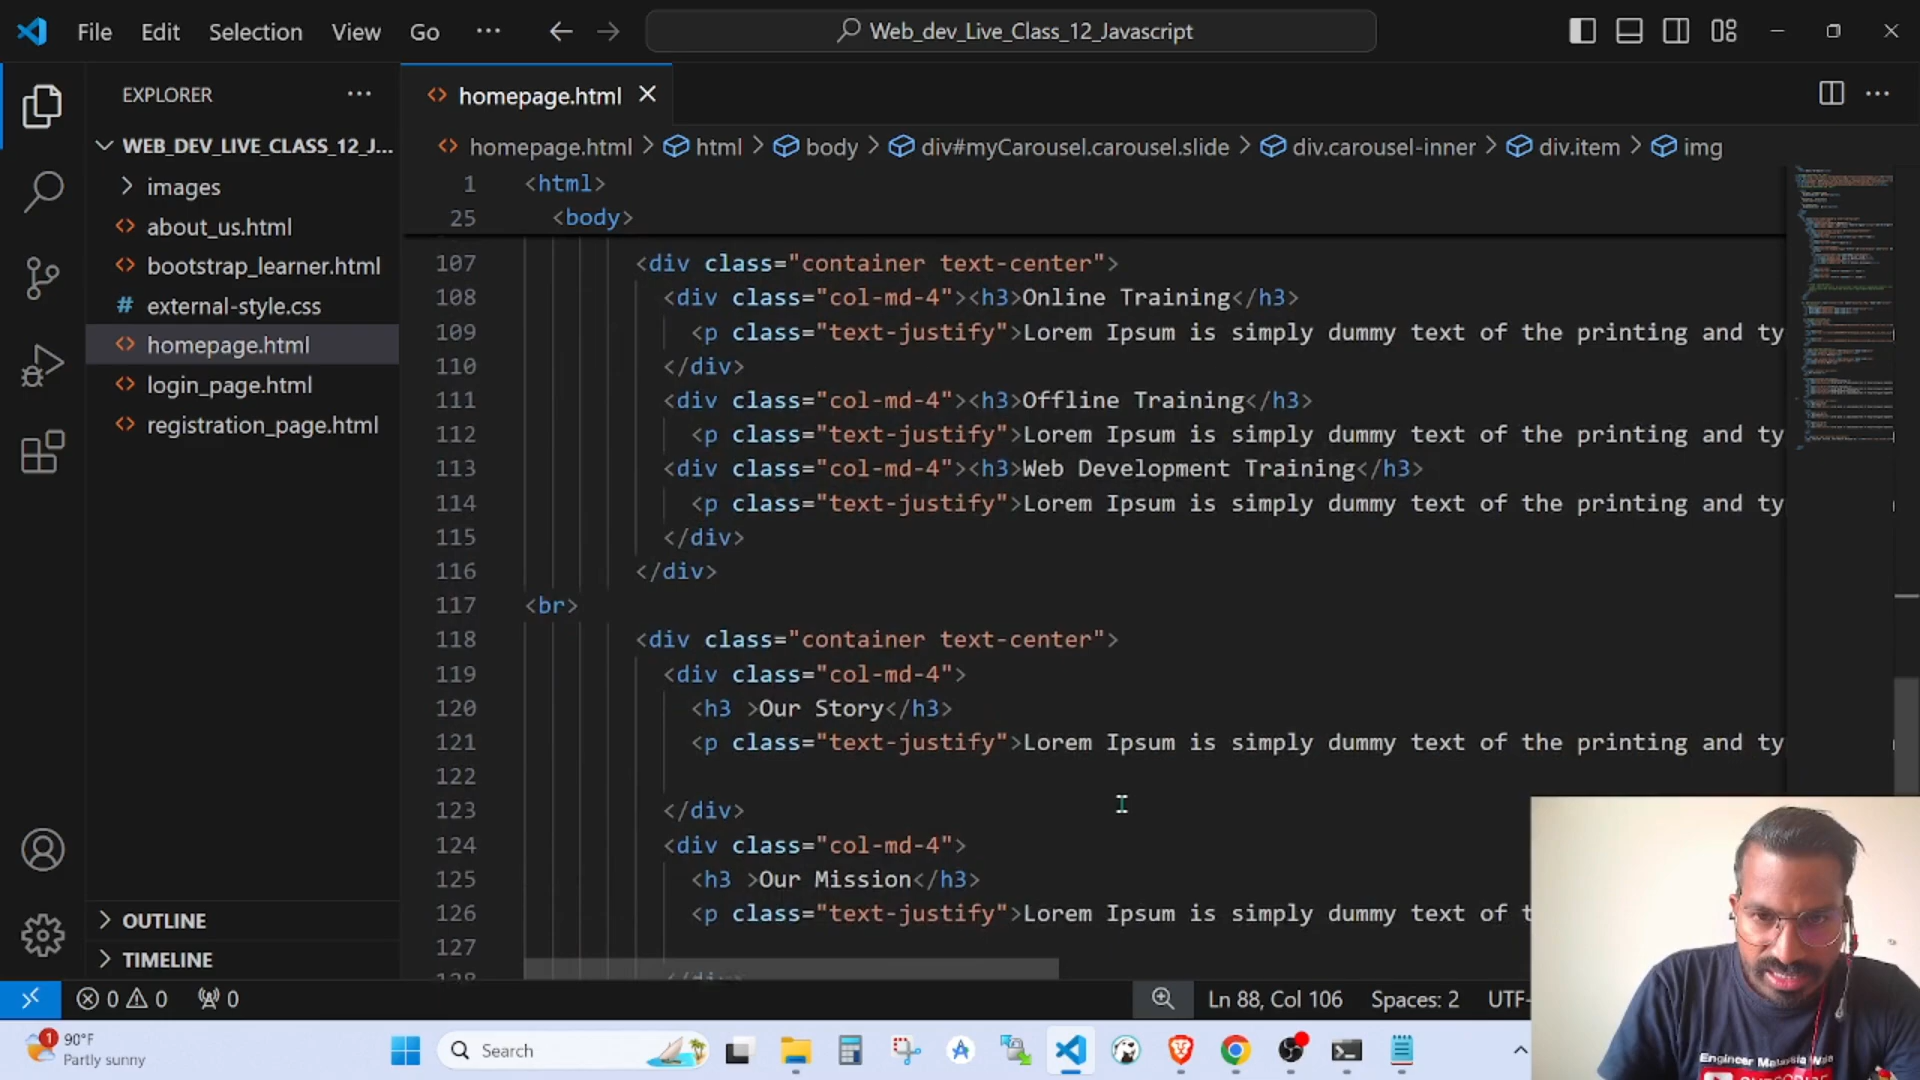 File Edit Selection View Go ··· Web_dev_Live_Class_12_Javascript
EXPLORER ···
homepage.html
homepage.html > html > body > div#myCarousel.carousel.slide > div.carousel-inner > div.item > img
WEB_DEV_LIVE_CLASS_12_J...
images
about_us.html
bootstrap_learner.html
external-style.css
homepage.html
login_page.html
registration_page.html
OUTLINE
TIMELINE
1 <html>
25 <body>
107 <div class="container text-center">
108 <div class="col-md-4"><h3>Online Training</h3>
109 <p class="text-justify">Lorem Ipsum is simply dummy text of the printing and ty
110 </div>
111 <div class="col-md-4"><h3>Offline Training</h3>
112 <p class="text-justify">Lorem Ipsum is simply dummy text of the printing and ty
113 <div class="col-md-4"><h3>Web Development Training</h3>
114 <p class="text-justify">Lorem Ipsum is simply dummy text of the printing and ty
115 </div>
116 </div>
117 <br>
118 <div class="container text-center">
119 <div class="col-md-4">
120 <h3 >Our Story</h3>
121 <p class="text-justify">Lorem Ipsum is simply dummy text of the printing and ty
122
123 </div>
124 <div class="col-md-4">
125 <h3 >Our Mission</h3>
126 <p class="text-justify">Lorem Ipsum is simply dummy text of t
127
128 </div>
0 0 0 Ln 88, Col 106 Spaces: 2 UTF-
1 90°F
Partly sunny
Search
Engineer Malaysia